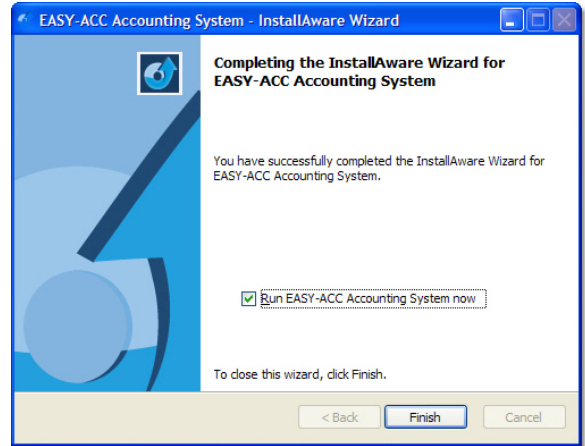 EASY-ACC Accounting System - InstallAware Wizard
Completing the InstallAware Wizard for
EASY-ACC Accounting System
You have successfully completed the InstallAware Wizard for
EASY-ACC Accounting System.
Run EASY-ACC Accounting System now
To close this wizard, click Finish.
< Back Finish Cancel